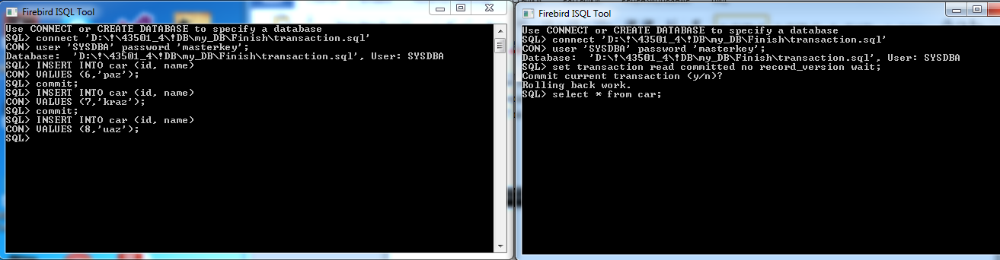 Firebird ISQL Tool
Use CONNECT or CREATE DATABASE to specify a database
SQL> connect 'D:\!\43501_4\!DB\my_DB\Finish\transaction.sql'
CON> user 'SYSDBA' password 'masterkey';
Database:  'D:\!\43501_4\!DB\my_DB\Finish\transaction.sql', User: SYSDBA
SQL> INSERT INTO car (id, name)
CON> VALUES (6,'paz');
SQL> commit;
SQL> INSERT INTO car (id, name)
CON> VALUES (7,'kraz');
SQL> commit;
SQL> INSERT INTO car (id, name)
CON> VALUES (8,'uaz');
SQL>
Firebird ISQL Tool
Use CONNECT or CREATE DATABASE to specify a database
SQL> connect 'D:\!\43501_4\!DB\my_DB\Finish\transaction.sql'
CON> user 'SYSDBA' password 'masterkey';
Database:  'D:\!\43501_4\!DB\my_DB\Finish\transaction.sql', User: SYSDBA
SQL> set transaction read committed no record_version wait;
Commit current transaction (y/n)?
Rolling back work.
SQL> select * from car;